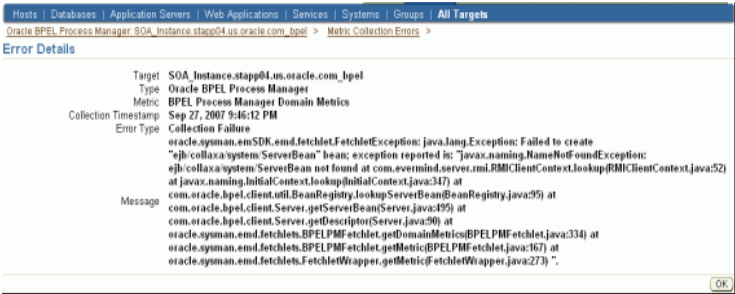 Hosts | Databases | Application Servers | Web Applications | Services | Systems | Groups | All Targets
Oracle BPEL Process Manager: SOA_Instance.stapp04.us.oracle.com_bpel > Metric Collection Errors >
Error Details
Target SOA_Instance.stapp04.us.oracle.com_bpel
Type Oracle BPEL Process Manager
Metric BPEL Process Manager Domain Metrics
Collection Timestamp Sep 27, 2007 9:46:12 PM
Error Type Collection Failure
oracle.sysman.emSDK.emd.fetchlet.FetchletException: java.lang.Exception: Failed to create
"ejb/collaxa/system/ServerBean" bean; exception reported is: "javax.naming.NameNotFoundException:
ejb/collaxa/system/ServerBean not found at com.evermind.server.rmi.RMIClientContext.lookup(RMIClientContext.java:52)
at javax.naming.InitialContext.lookup(InitialContext.java:347) at
Message com.oracle.bpel.client.util.BeanRegistry.lookupServerBean(BeanRegistry.java:95) at
com.oracle.bpel.client.Server.getServerBean(Server.java:495) at
com.oracle.bpel.client.Server.getDescriptor(Server.java:90) at
oracle.sysman.emd.fetchlets.BPELPMFetchlet.getDomainMetrics(BPELPMFetchlet.java:334) at
oracle.sysman.emd.fetchlets.BPELPMFetchlet.getMetric(BPELPMFetchlet.java:167) at
oracle.sysman.emd.fetchlets.FetchletWrapper.getMetric(FetchletWrapper.java:273) ".
OK